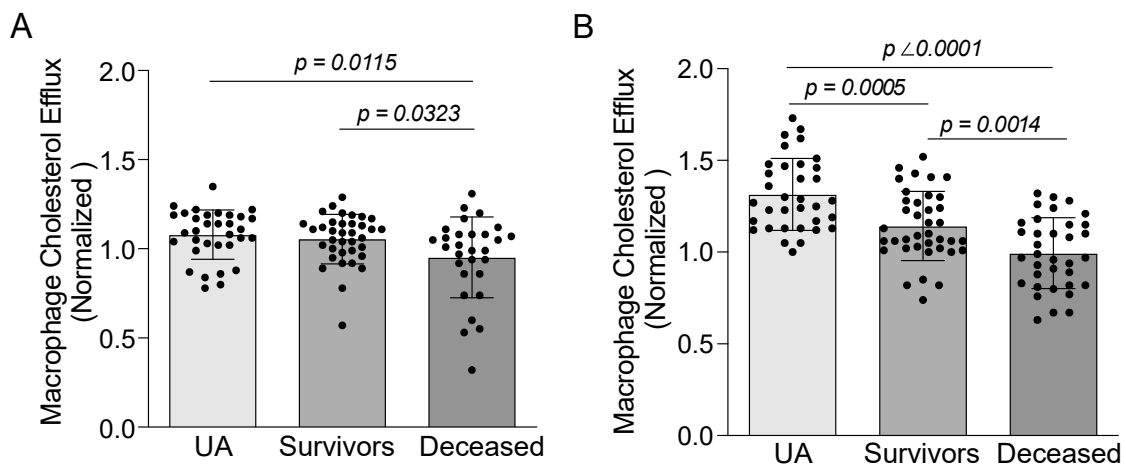 A
Macrophage Cholesterol Efflux
(Normalized )
2.0
1.5
1.0
0.5
0.0
p = 0.0115
p = 0.0323
UA Survivors Deceased
B
Macrophage Cholesterol Efflux
(Normalized )
2.0
1.5
1.0
0.5
0.0
p ∠0.0001
p = 0.0005
p = 0.0014
UA Survivors Deceased